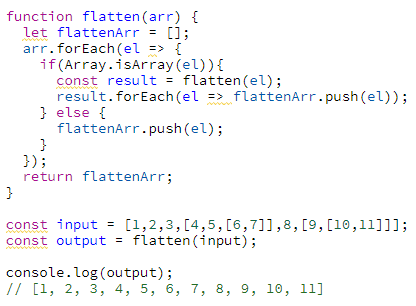 function flatten(arr) {
  let flattenArr = [];
  arr.forEach(el => {
    if(Array.isArray(el)){
      const result = flatten(el);
      result.forEach(el => flattenArr.push(el));
    } else {
      flattenArr.push(el);
    }
  });
  return flattenArr;
}

const input = [1,2,3,[4,5,[6,7]],8,[9,[10,11]]];
const output = flatten(input);

console.log(output);
// [1, 2, 3, 4, 5, 6, 7, 8, 9, 10, 11]